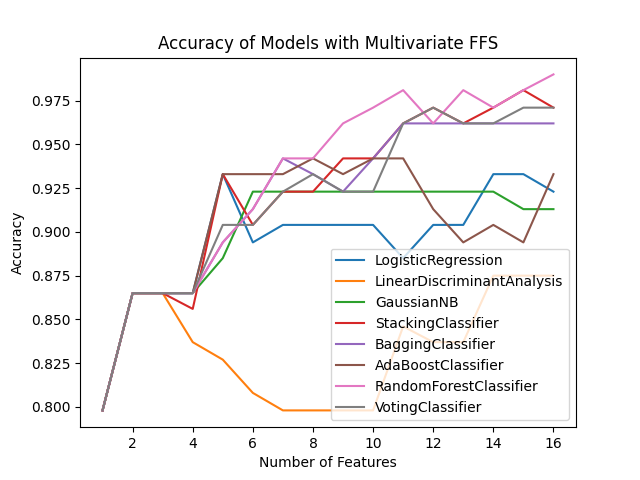 Accuracy of Models with Multivariate FFS
0.975
0.950
0.925
0.900
0.875
0.850
0.825
0.800
Accuracy
LogisticRegression
LinearDiscriminantAnalysis
GaussianNB
StackingClassifier
BaggingClassifier
AdaBoostClassifier
RandomForestClassifier
VotingClassifier
2 4 6 8 10 12 14 16
Number of Features